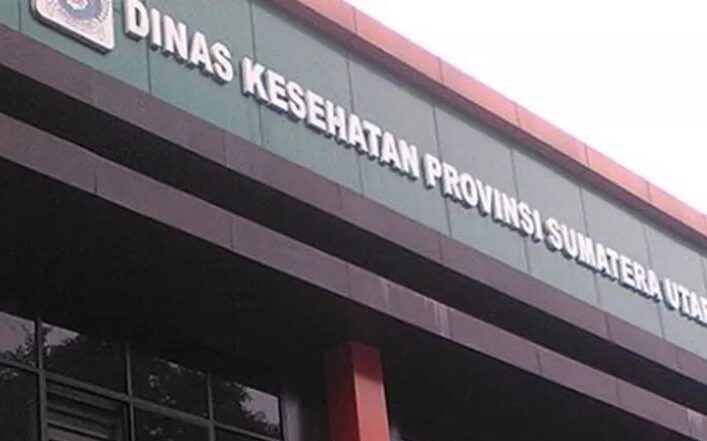 DINAS KESEHATAN PROVINSI SUMATERA UTAR